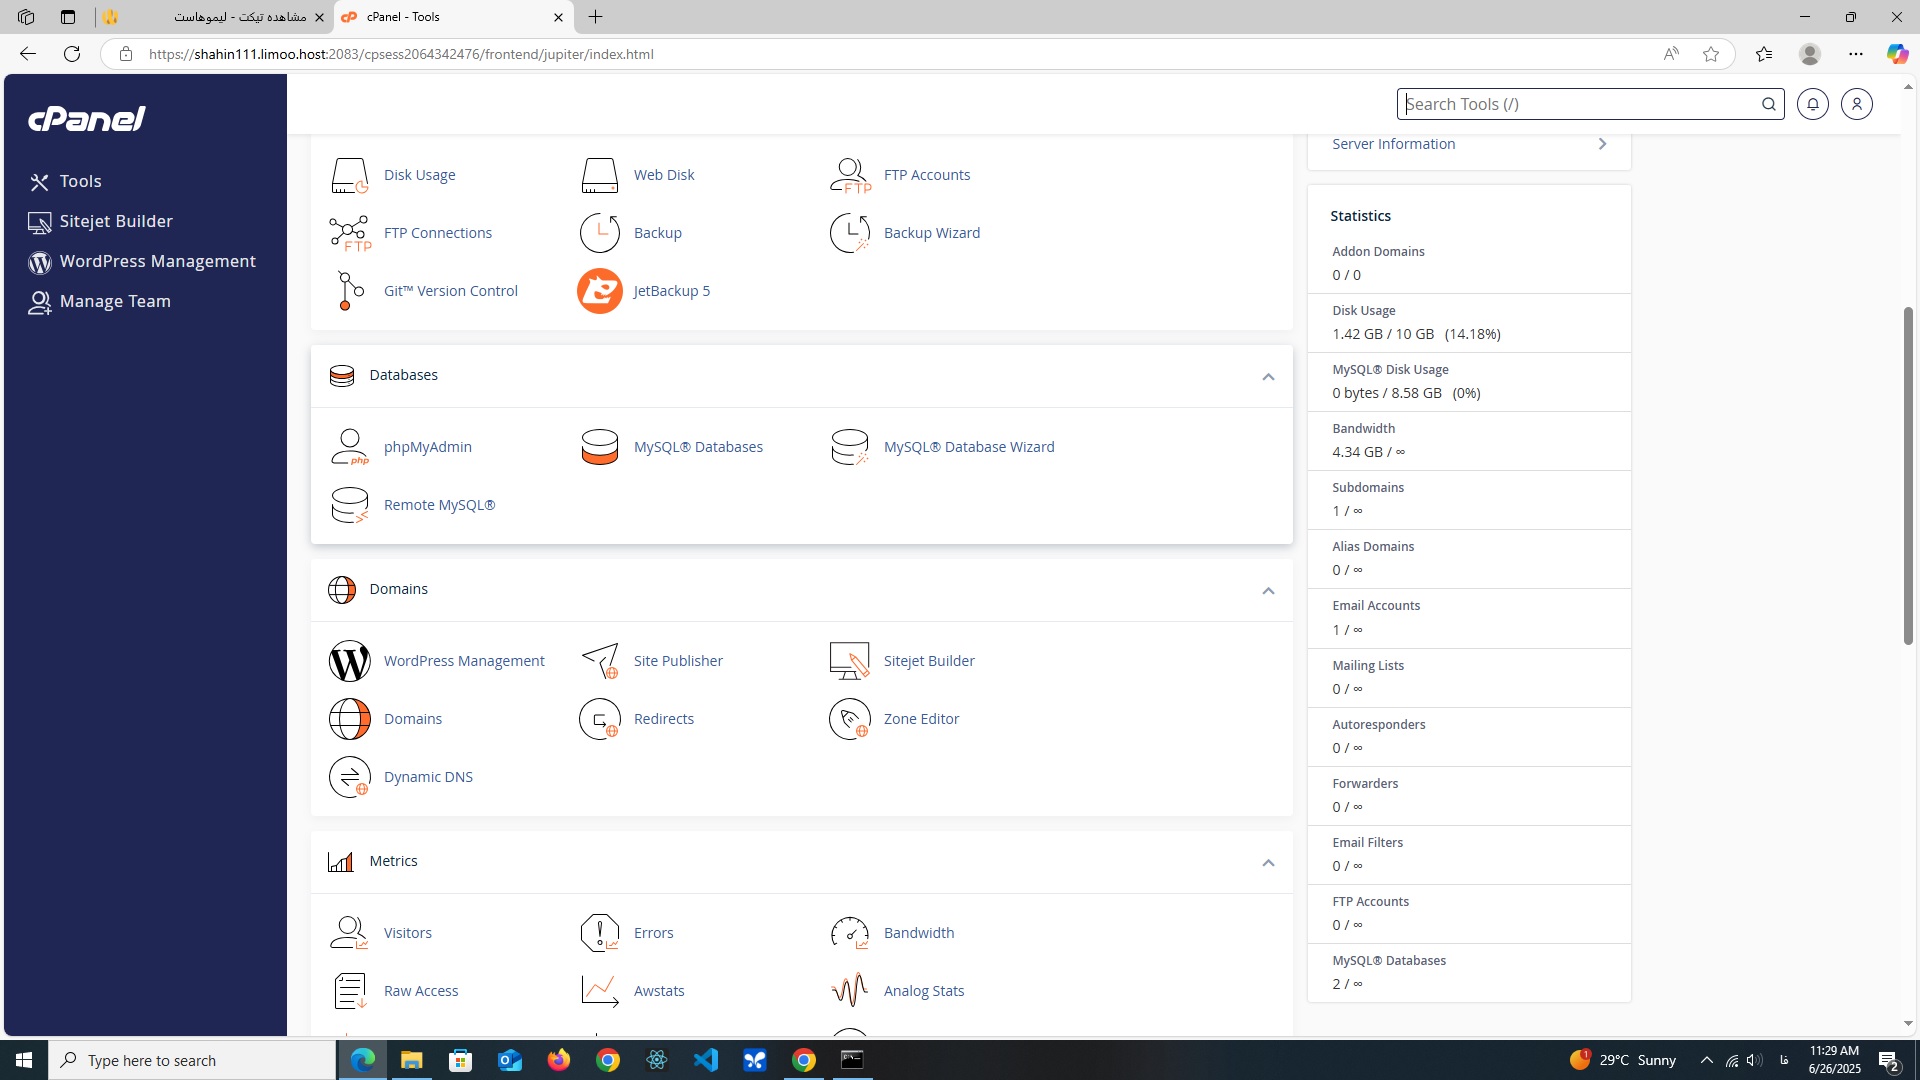 مشاهده تیکت - لیموهاست
cPanel - Tools
https://shahin111.limoo.host:2083/cpsess2064342476/frontend/jupiter/index.html
cPanel
Search Tools (/)
Tools
Sitejet Builder
WordPress Management
Manage Team
Disk Usage
Web Disk
FTP Accounts
FTP Connections
Backup
Backup Wizard
Git™ Version Control
JetBackup 5
Databases
phpMyAdmin
MySQL® Databases
MySQL® Database Wizard
Remote MySQL®
Domains
WordPress Management
Site Publisher
Sitejet Builder
Domains
Redirects
Zone Editor
Dynamic DNS
Metrics
Visitors
Errors
Bandwidth
Raw Access
Awstats
Analog Stats
Server Information
Statistics
Addon Domains
0 / 0
Disk Usage
1.42 GB / 10 GB (14.18%)
MySQL® Disk Usage
0 bytes / 8.58 GB (0%)
Bandwidth
4.34 GB / ∞
Subdomains
1 / ∞
Alias Domains
0 / ∞
Email Accounts
1 / ∞
Mailing Lists
0 / ∞
Autoresponders
0 / ∞
Forwarders
0 / ∞
Email Filters
0 / ∞
FTP Accounts
0 / ∞
MySQL® Databases
2 / ∞
Type here to search
1
29°C Sunny
فا
11:29 AM
6/26/2025
2